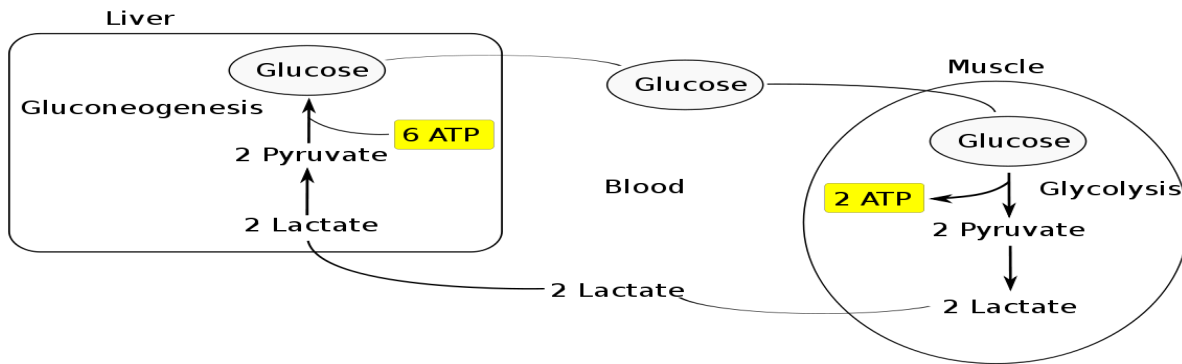 Liver
Glucose
Gluconeogenesis
6 ATP
2 Pyruvate
2 Lactate
Glucose
Blood
2 Lactate
Muscle
Glucose
2 ATP
Glycolysis
2 Pyruvate
2 Lactate